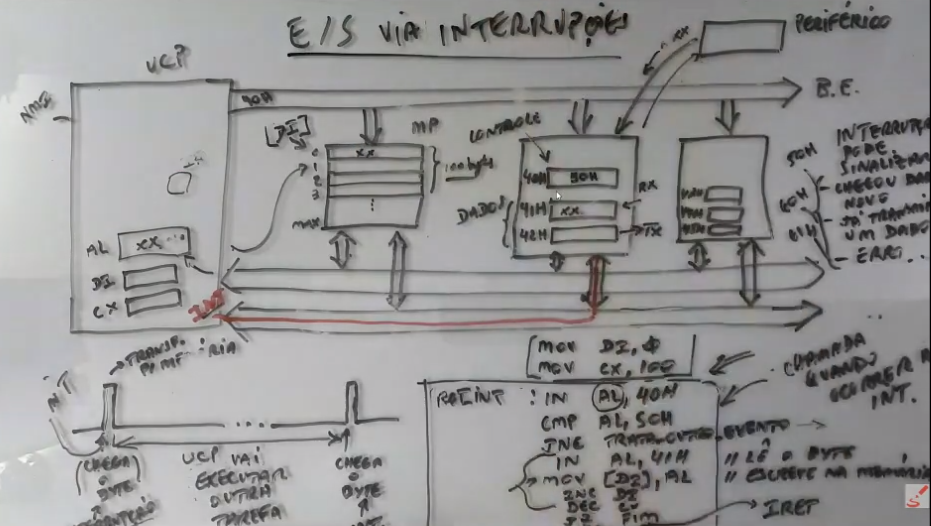 E/S VIA INTERRUPÇÕES
PERIFÉRICO
UCP
XX
NMI
50H
B.E.
[DI]
MP
CONTROLE
0 XX
1
2
3
MAX
100 bytes
40H 50H
DADOS
41H XX
42H
RX
TX
INTERRUPÇÃO
PODE
SINALIZAR
50H - CHEGOU DADO
NOVO
60H - JÁ TRANSMITIU
UM DADO
61H
- ERRO...
AL XX...
DI
CX
INT
TRANSF.
MOV DI, 0
MOV CX, 100
CHAMADA
QUANDO
OCORRER A
INT.
INT
ROTINT : IN AL, 40H
CMP AL, 50H
JNE TRATA-OUTRO-EVENTO
IN AL, 41H // LÊ O BYTE
MOV [DI], AL // ESCREVE NA MEMÓRIA
INC DI
DEC CX
JZ FIM
IRET
...
CHEGA
O
BYTE
UCP VAI
EXECUTAR
OUTRA
TAREFA
CHEGA
O
BYTE